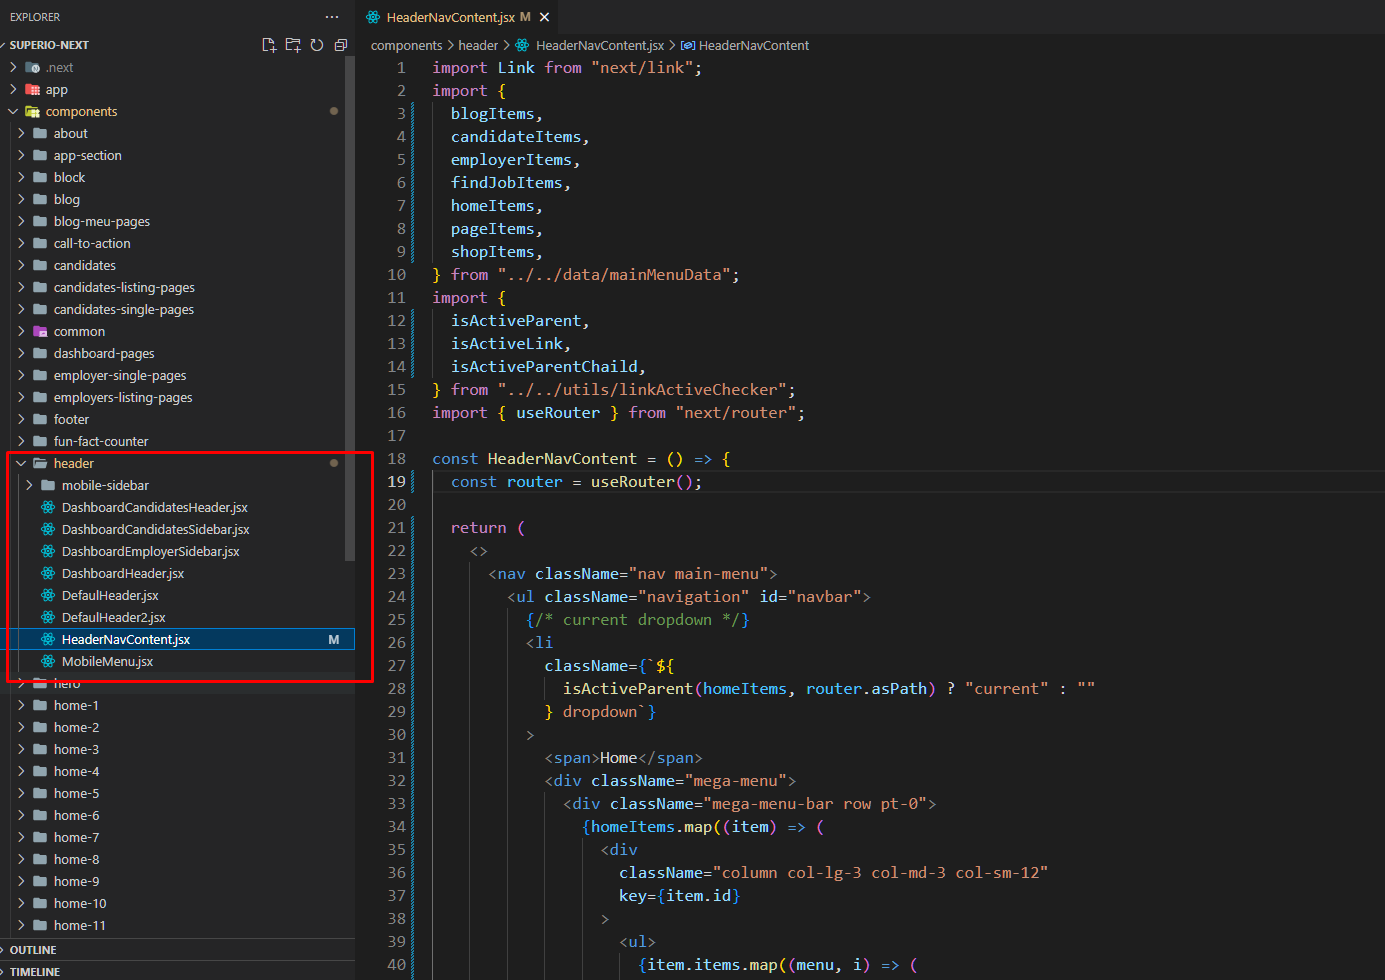 EXPLORER
SUPERIO-NEXT
.next
app
components
about
app-section
block
blog
blog-meu-pages
call-to-action
candidates
candidates-listing-pages
candidates-single-pages
common
dashboard-pages
employer-single-pages
employers-listing-pages
footer
fun-fact-counter
header
mobile-sidebar
DashboardCandidatesHeader.jsx
DashboardCandidatesSidebar.jsx
DashboardEmployerSidebar.jsx
DashboardHeader.jsx
DefaulHeader.jsx
DefaulHeader2.jsx
HeaderNavContent.jsx M
MobileMenu.jsx
hero
home-1
home-2
home-3
home-4
home-5
home-6
home-7
home-8
home-9
home-10
home-11
OUTLINE
TIMELINE
HeaderNavContent.jsx M
components > header > HeaderNavContent.jsx > HeaderNavContent
1 import Link from "next/link";
2 import {
3 blogItems,
4 candidateItems,
5 employerItems,
6 findJobItems,
7 homeItems,
8 pageItems,
9 shopItems,
10 } from "../../data/mainMenuData";
11 import {
12 isActiveParent,
13 isActiveLink,
14 isActiveParentChaild,
15 } from "../../utils/linkActiveChecker";
16 import { useRouter } from "next/router";
17
18 const HeaderNavContent = () => {
19 const router = useRouter();
20
21 return (
22 <>
23 <nav className="nav main-menu">
24 <ul className="navigation" id="navbar">
25 {/* current dropdown */}
26 <li
27 className={`${
28 isActiveParent(homeItems, router.asPath) ? "current" : ""
29 } dropdown`}
30 >
31 <span>Home</span>
32 <div className="mega-menu">
33 <div className="mega-menu-bar row pt-0">
34 {homeItems.map((item) => (
35 <div
36 className="column col-lg-3 col-md-3 col-sm-12"
37 key={item.id}
38 >
39 <ul>
40 {item.items.map((menu, i) => (